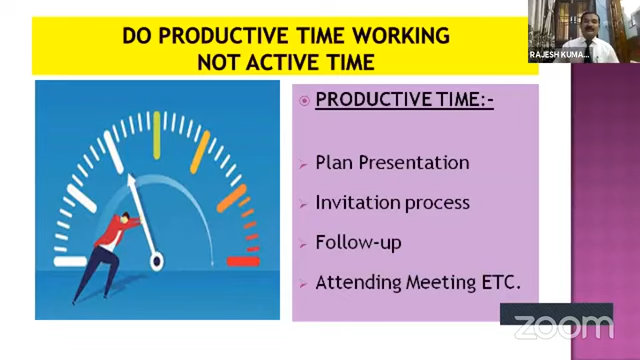 DO PRODUCTIVE TIME WORKING
NOT ACTIVE TIME
RAJESH KUMA...
PRODUCTIVE TIME:-
Plan Presentation
Invitation process
Follow-up
Attending Meeting ETC.
zoom